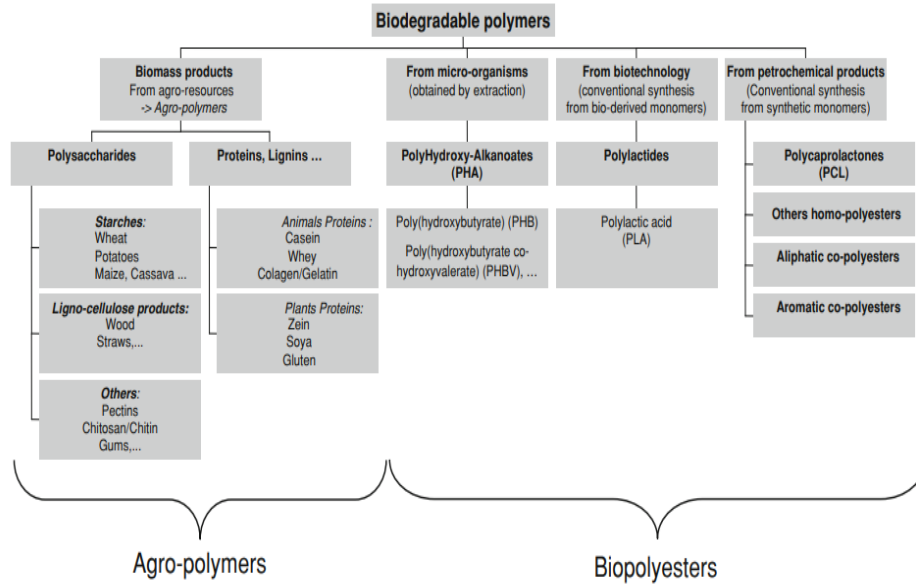 Biodegradable polymers
Biomass products
From agro-resources
-> Agro-polymers
From micro-organisms
(obtained by extraction)
From biotechnology
(conventional synthesis
from bio-derived monomers)
From petrochemical products
(Conventional synthesis
from synthetic monomers)
Polysaccharides
Proteins, Lignins ...
PolyHydroxy-Alkanoates
(PHA)
Polylactides
Polycaprolactones
(PCL)
Starches:
Wheat
Potatoes
Maize, Cassava ...
Animals Proteins :
Casein
Whey
Colagen/Gelatin
Poly(hydroxybutyrate) (PHB)
Poly(hydroxybutyrate co-
hydroxyvalerate) (PHBV), ...
Polylactic acid
(PLA)
Others homo-polyesters
Aliphatic co-polyesters
Aromatic co-polyesters
Ligno-cellulose products:
Wood
Straws,...
Plants Proteins:
Zein
Soya
Gluten
Others:
Pectins
Chitosan/Chitin
Gums,...
Agro-polymers
Biopolyesters